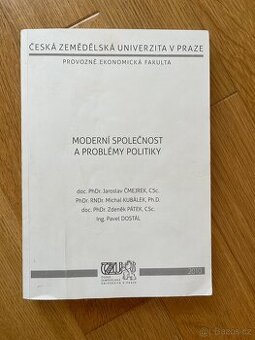 ČESKÁ ZEMĚDĚLSKÁ UNIVERZITA V PRAZE
PROVOZNĚ EKONOMICKÁ FAKULTA
MODERNÍ SPOLEČNOST
A PROBLÉMY POLITIKY
doc. PhDr. Jaroslav ČMEJREK, CSc.
PhDr. RNDr. Michal KUBÁLEK, Ph.D.
doc. PhDr. Zdeněk PÁTEK, CSc.
Ing. Pavel DOSTÁL